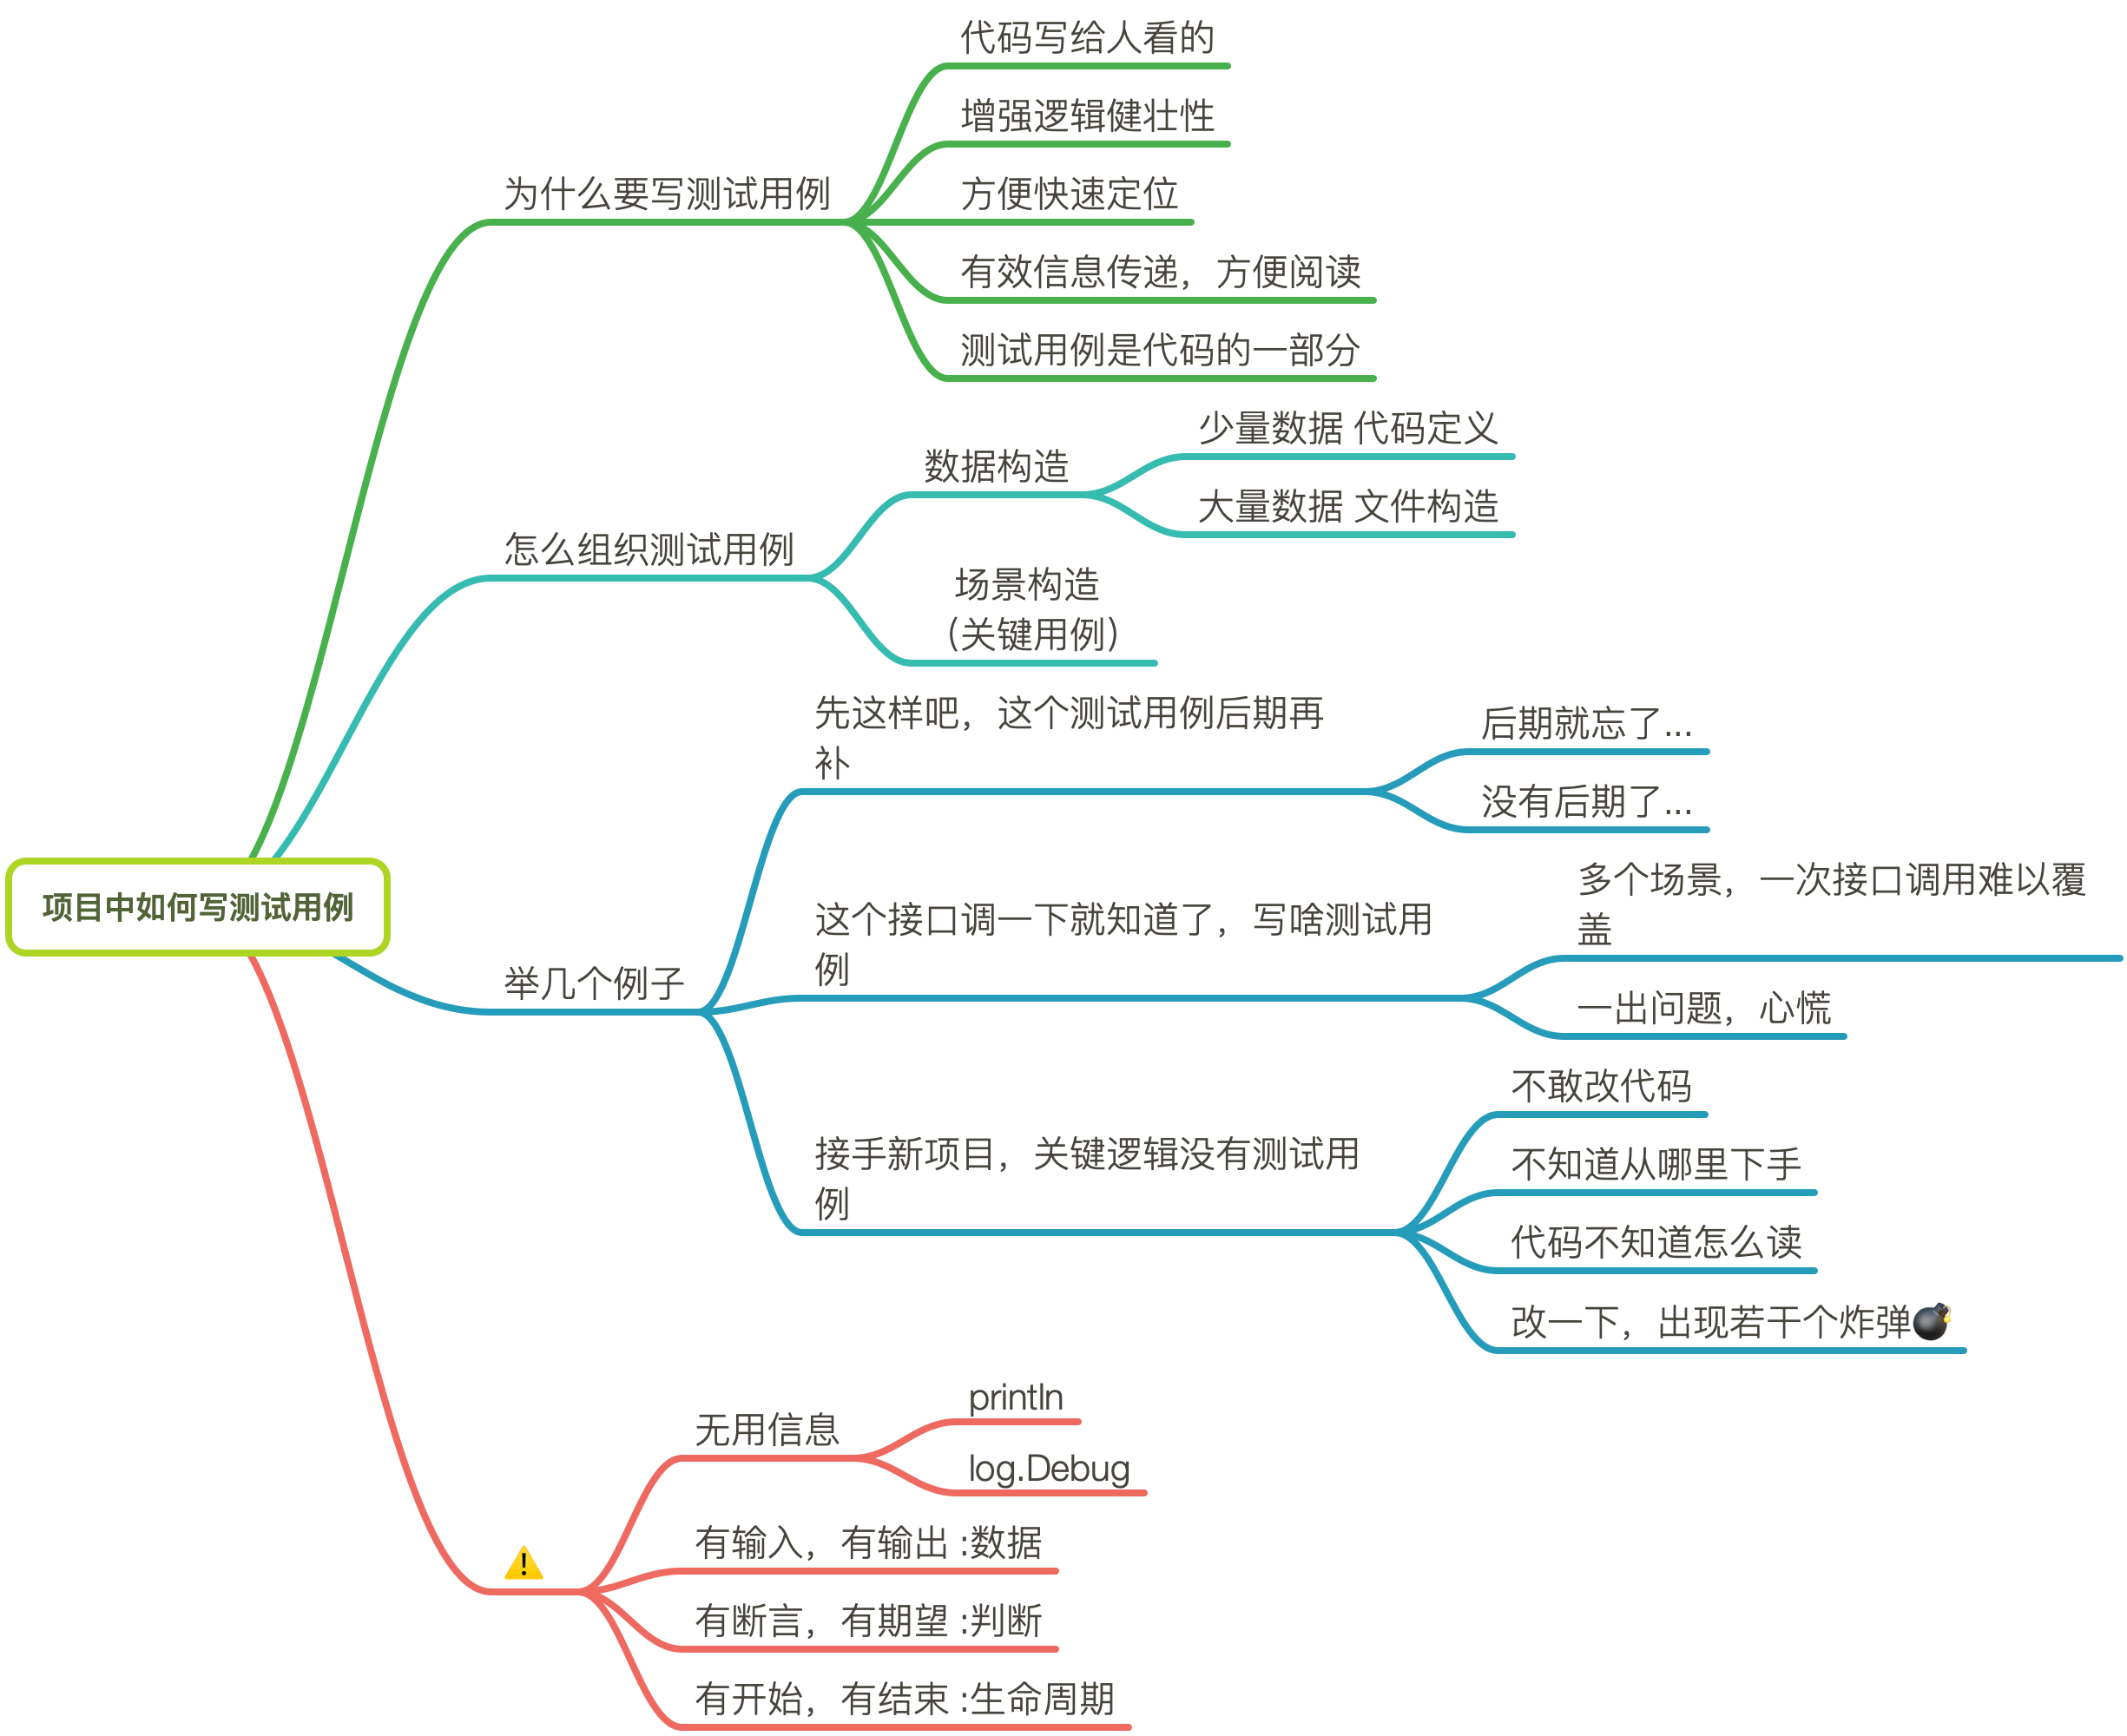 代码写给人看的
增强逻辑健壮性
为什么要写测试用例
方便快速定位
有效信息传递，方便阅读
测试用例是代码的一部分
少量数据 代码定义
数据构造
大量数据 文件构造
怎么组织测试用例
场景构造
（关键用例）
先这样吧，这个测试用例后期再
补
后期就忘了...
没有后期了...
项目中如何写测试用例
举几个例子
这个接口调一下就知道了，写啥测试用
例
多个场景，一次接口调用难以覆
盖
一出问题，心慌
接手新项目，关键逻辑没有测试用
例
不敢改代码
不知道从哪里下手
代码不知道怎么读
改一下，出现若干个炸弹💣
⚠️
无用信息
println
log.Debug
有输入，有输出 :数据
有断言，有期望 :判断
有开始，有结束 :生命周期